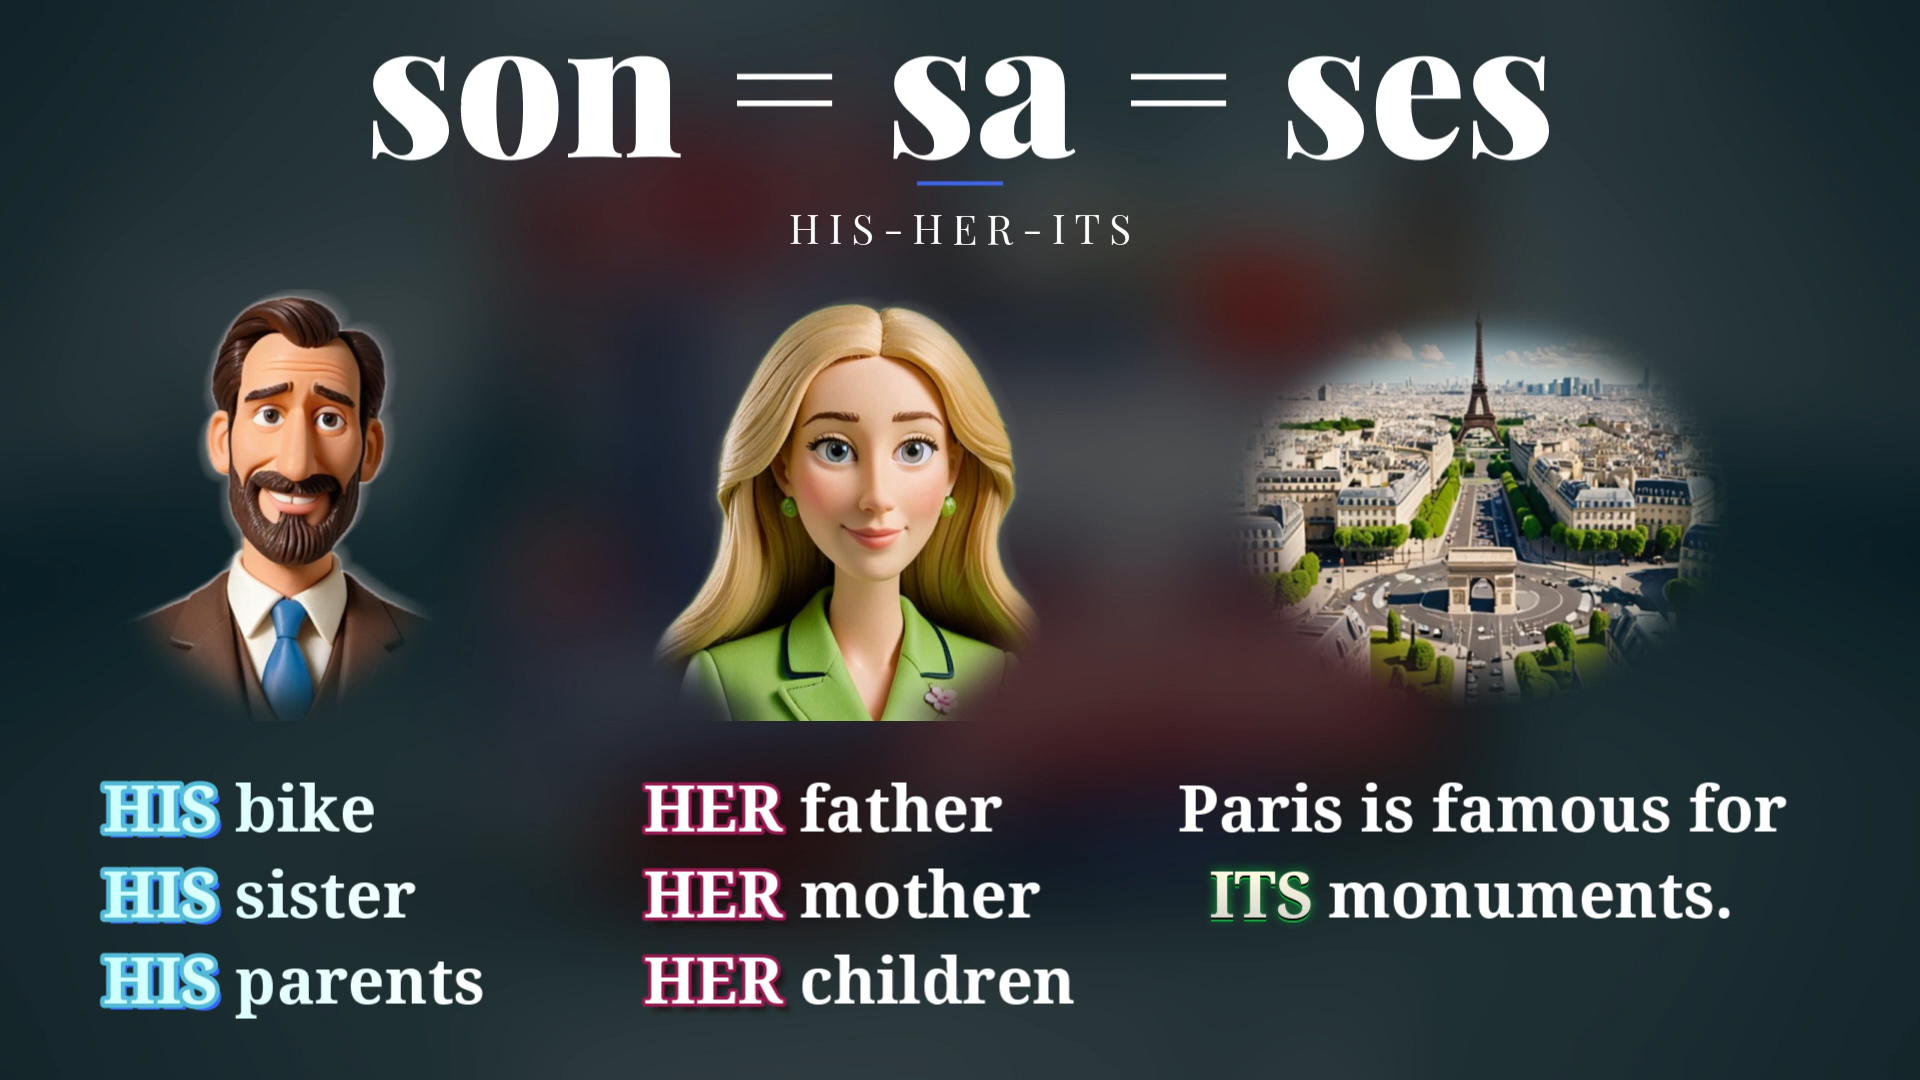 son = sa = ses
HIS-HER-ITS
HIS bike
HIS sister
HIS parents
HER father
HER mother
HER children
Paris is famous for
ITS monuments.